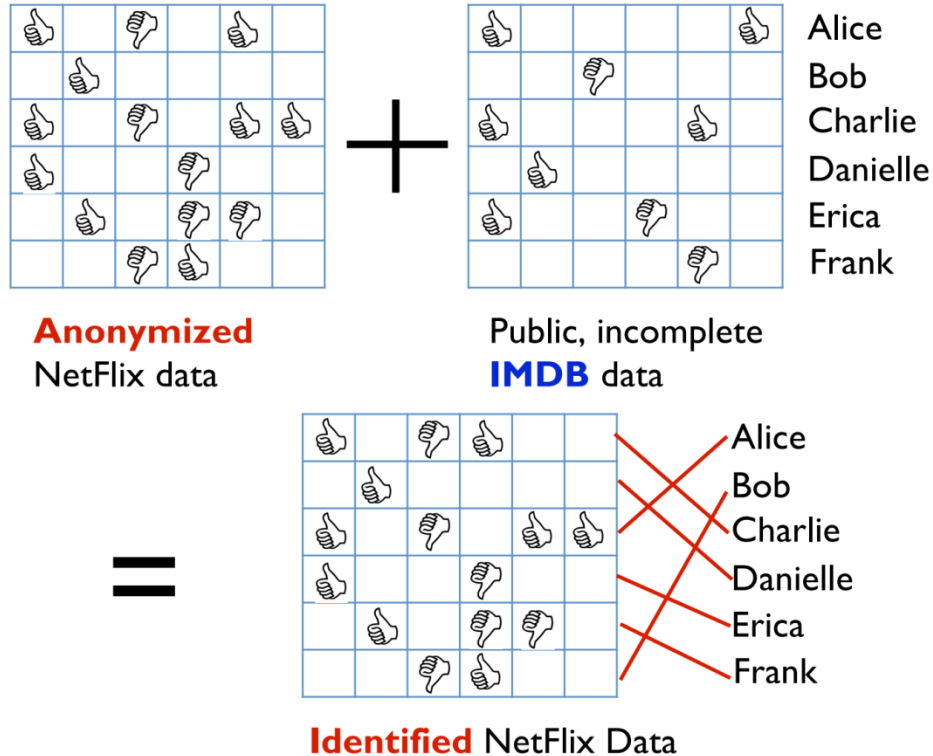 Alice
Bob
Charlie
Danielle
Erica
Frank
Anonymized
NetFlix data
Public, incomplete
IMDB data
Alice
Bob
Charlie
Danielle
Erica
Frank
Identified NetFlix Data